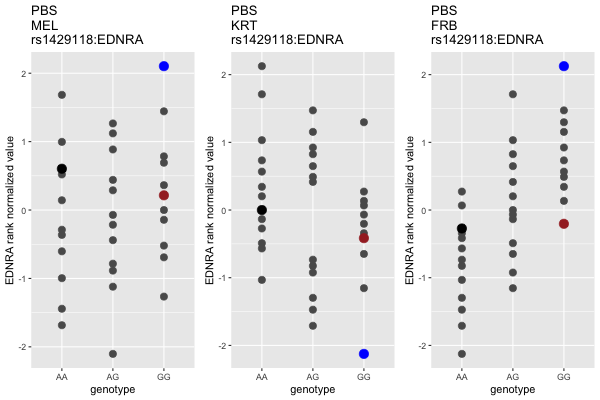 PBS
MEL
rs1429118:EDNRA
EDNRA rank normalized value
2
1
0
-1
-2
AA
AG
GG
genotype
PBS
KRT
rs1429118:EDNRA
EDNRA rank normalized value
2
1
0
-1
-2
AA
AG
GG
genotype
PBS
FRB
rs1429118:EDNRA
EDNRA rank normalized value
2
1
0
-1
-2
AA
AG
GG
genotype